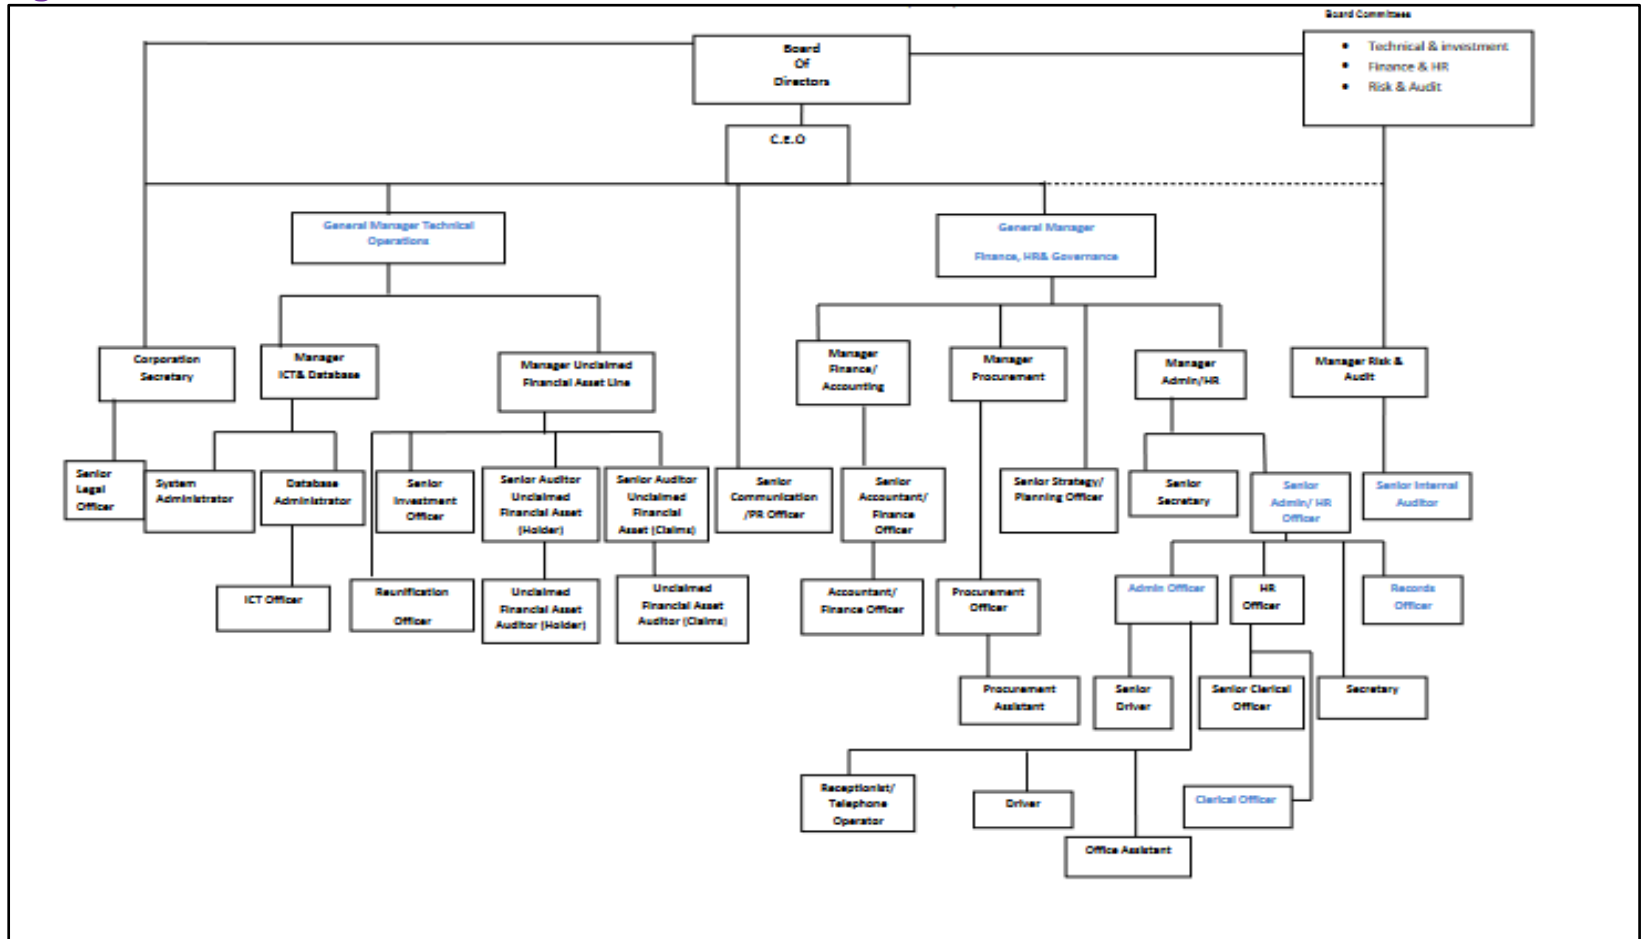 Board Committees
Board
Of
Directors
• Technical & investment
• Finance & HR
• Risk & Audit
C.E.O
General Manager Technical
Operations
General Manager
Finance, HR& Governance
Corporation
Secretary
Manager
ICT& Database
Manager Unclaimed
Financial Asset Line
Manager
Finance/
Accounting
Manager
Procurement
Manager
Admin/HR
Manager Risk &
Audit
Senior
Legal
Officer
System
Administrator
Database
Administrator
Senior
Investment
Officer
Senior Auditor
Unclaimed
Financial Asset
(Holder)
Senior Auditor
Unclaimed
Financial
Asset (Claims)
Senior
Communication
/PR Officer
Senior
Accountant/
Finance
Officer
Senior Strategy/
Planning Officer
Senior
Secretary
Senior
Admin/ HR
Officer
Senior Internal
Auditor
ICT Officer
Reunification
Officer
Unclaimed
Financial Asset
Auditor (Holder)
Unclaimed
Financial Asset
Auditor (Claims)
Accountant/
Finance Officer
Procurement
Officer
Admin Officer
HR
Officer
Records
Officer
Procurement
Assistant
Senior
Driver
Senior Clerical
Officer
Secretary
Receptionist/
Telephone
Operator
Driver
Clerical Officer
Office Assistant